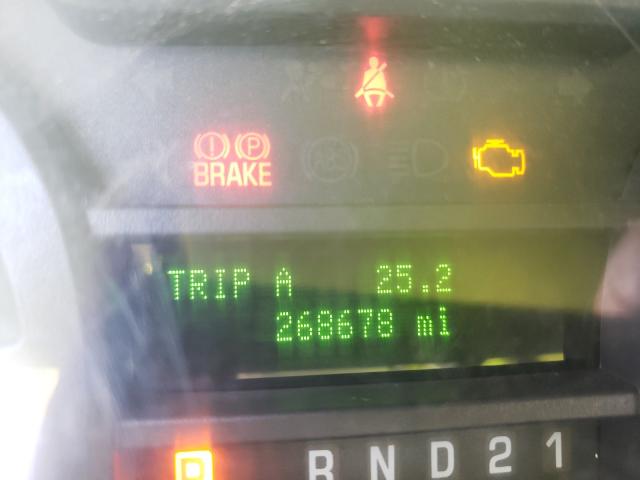 (!) (P)
BRAKE
TRIP A 25.2
268678 mi
P R N D 2 1